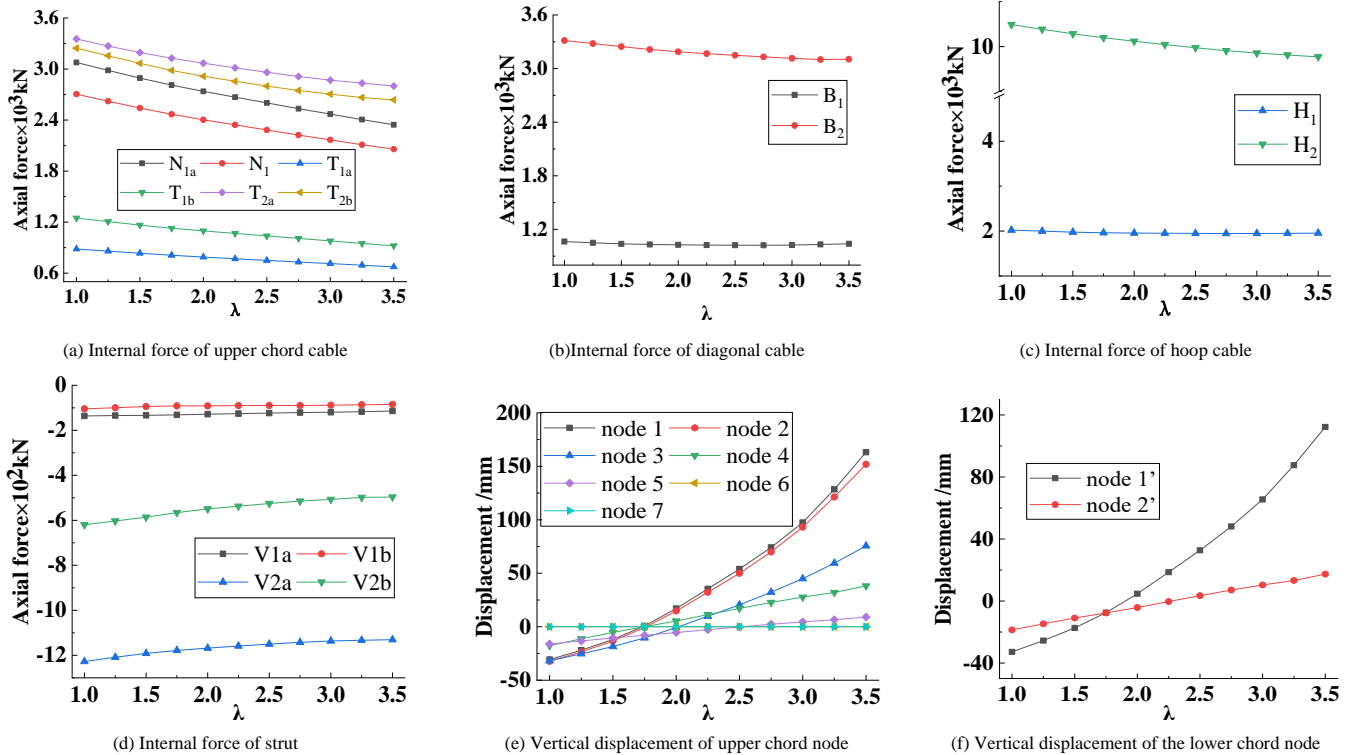 3.6
3.0
2.4
1.8
1.2
0.6
Axial force×10³kN
N1a N1 T1a
T1b T2a T2b
1.0 1.5 2.0 2.5 3.0 3.5
λ
(a) Internal force of upper chord cable
3.6
3.0
2.4
1.8
1.2
Axial force×10³kN
B1
B2
1.0 1.5 2.0 2.5 3.0 3.5
λ
(b)Internal force of diagonal cable
10
4
2
Axial force×10³kN
H1
H2
1.0 1.5 2.0 2.5 3.0 3.5
λ
(c) Internal force of hoop cable
0
-2
-4
-6
-8
-10
-12
Axial force×10²kN
V1a V1b
V2a V2b
1.0 1.5 2.0 2.5 3.0 3.5
λ
(d) Internal force of strut
200
150
100
50
0
-50
Displacement /mm
node 1 node 2
node 3 node 4
node 5 node 6
node 7
1.0 1.5 2.0 2.5 3.0 3.5
λ
(e) Vertical displacement of upper chord node
120
80
40
0
-40
Displacement /mm
node 1’
node 2’
1.0 1.5 2.0 2.5 3.0 3.5
λ
(f) Vertical displacement of the lower chord node